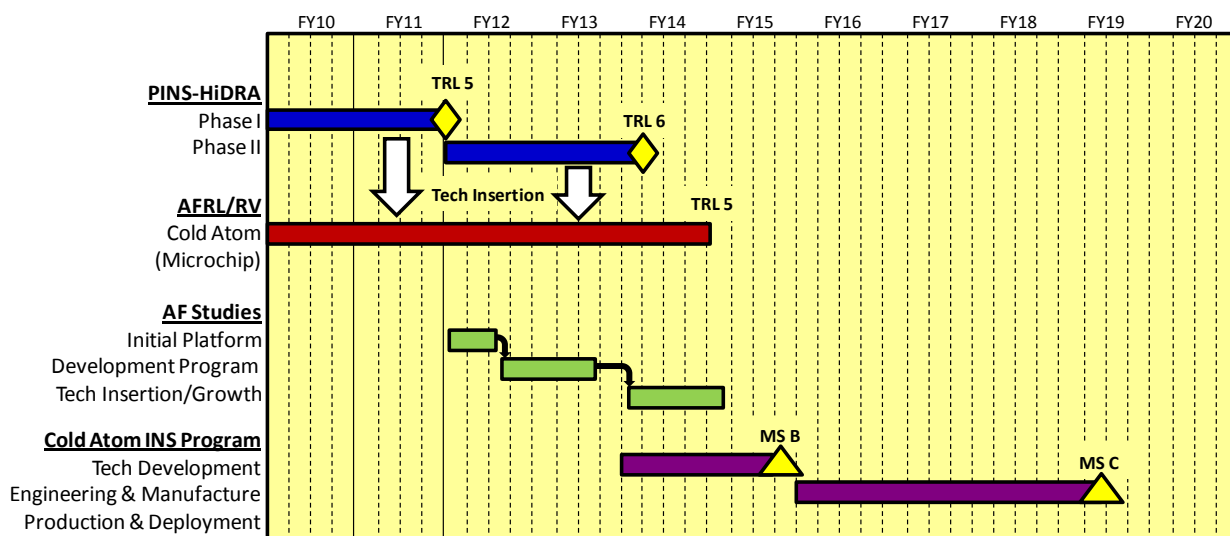 FY10 FY11 FY12 FY13 FY14 FY15 FY16 FY17 FY18 FY19 FY20
TRL 5
PINS-HiDRA
Phase I
TRL 6
Phase II
Tech Insertion
AFRL/RV
TRL 5
Cold Atom
(Microchip)
AF Studies
Initial Platform
Development Program
Tech Insertion/Growth
Cold Atom INS Program
MS B
Tech Development
MS C
Engineering & Manufacture
Production & Deployment